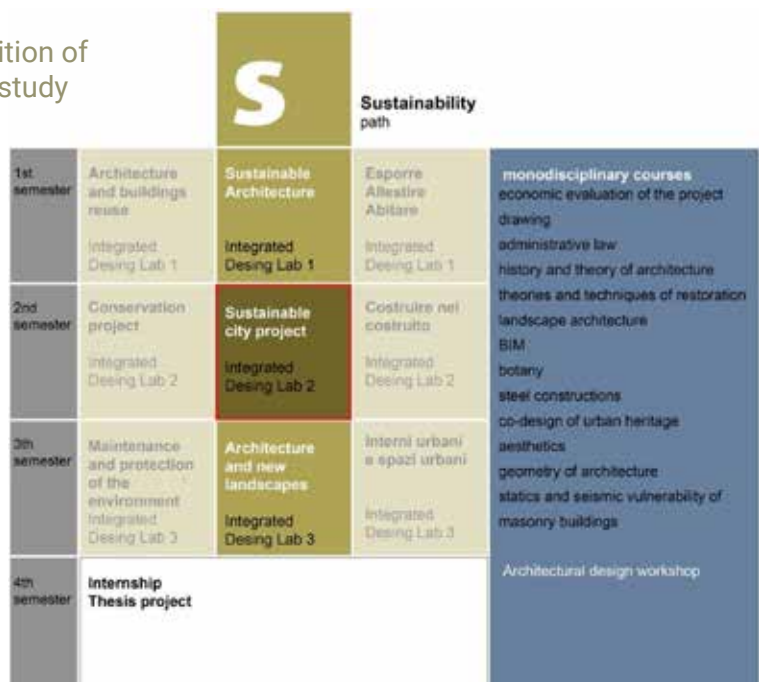 ition of
study
S
Sustainability
path
1st
semester
Architecture
and buildings
reuse
Integrated
Desing Lab 1
Sustainable
Architecture
Integrated
Desing Lab 1
Esporre
Allestire
Abitare
Integrated
Desing Lab 1
2nd
semester
Conservation
project
Integrated
Desing Lab 2
Sustainable
city project
Integrated
Desing Lab 2
Costruire nel
costruito
Integrated
Desing Lab 2
3th
semester
Maintenance
and protection
of the
environment
Integrated
Desing Lab 3
Architecture
and new
landscapes
Integrated
Desing Lab 3
Interni urbani
e spazi urbani
Integrated
Desing Lab 3
4th
semester
Internship
Thesis project
monodisciplinary courses
economic evaluation of the project
drawing
administrative law
history and theory of architecture
theories and techniques of restoration
landscape architecture
BIM
botany
steel constructions
co-design of urban heritage
aesthetics
geometry of architecture
statics and seismic vulnerability of
masonry buildings
Architectural design workshop